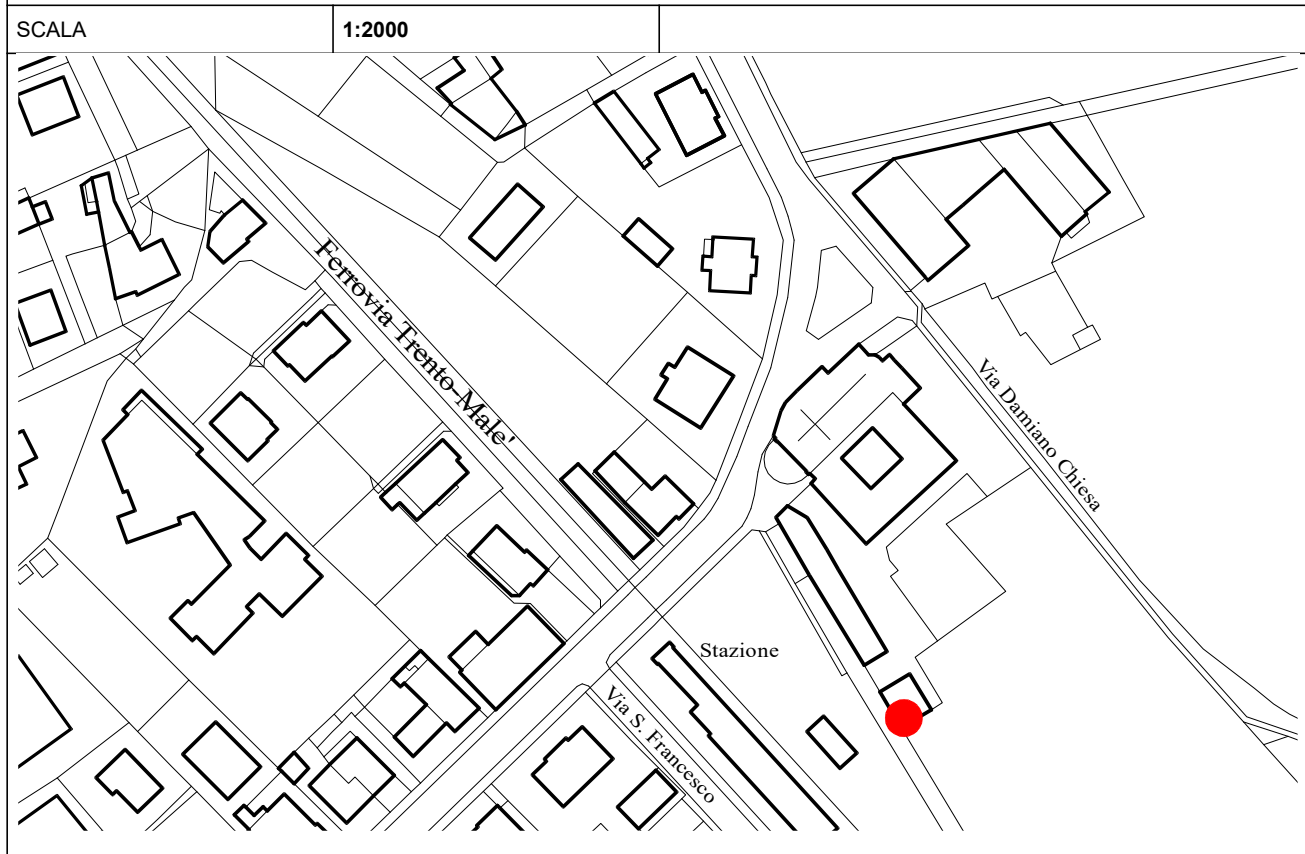 SCALA 1:2000
Ferrovia Trento-Male'
Via Damiano Chiesa
Stazione
Via S. Francesco